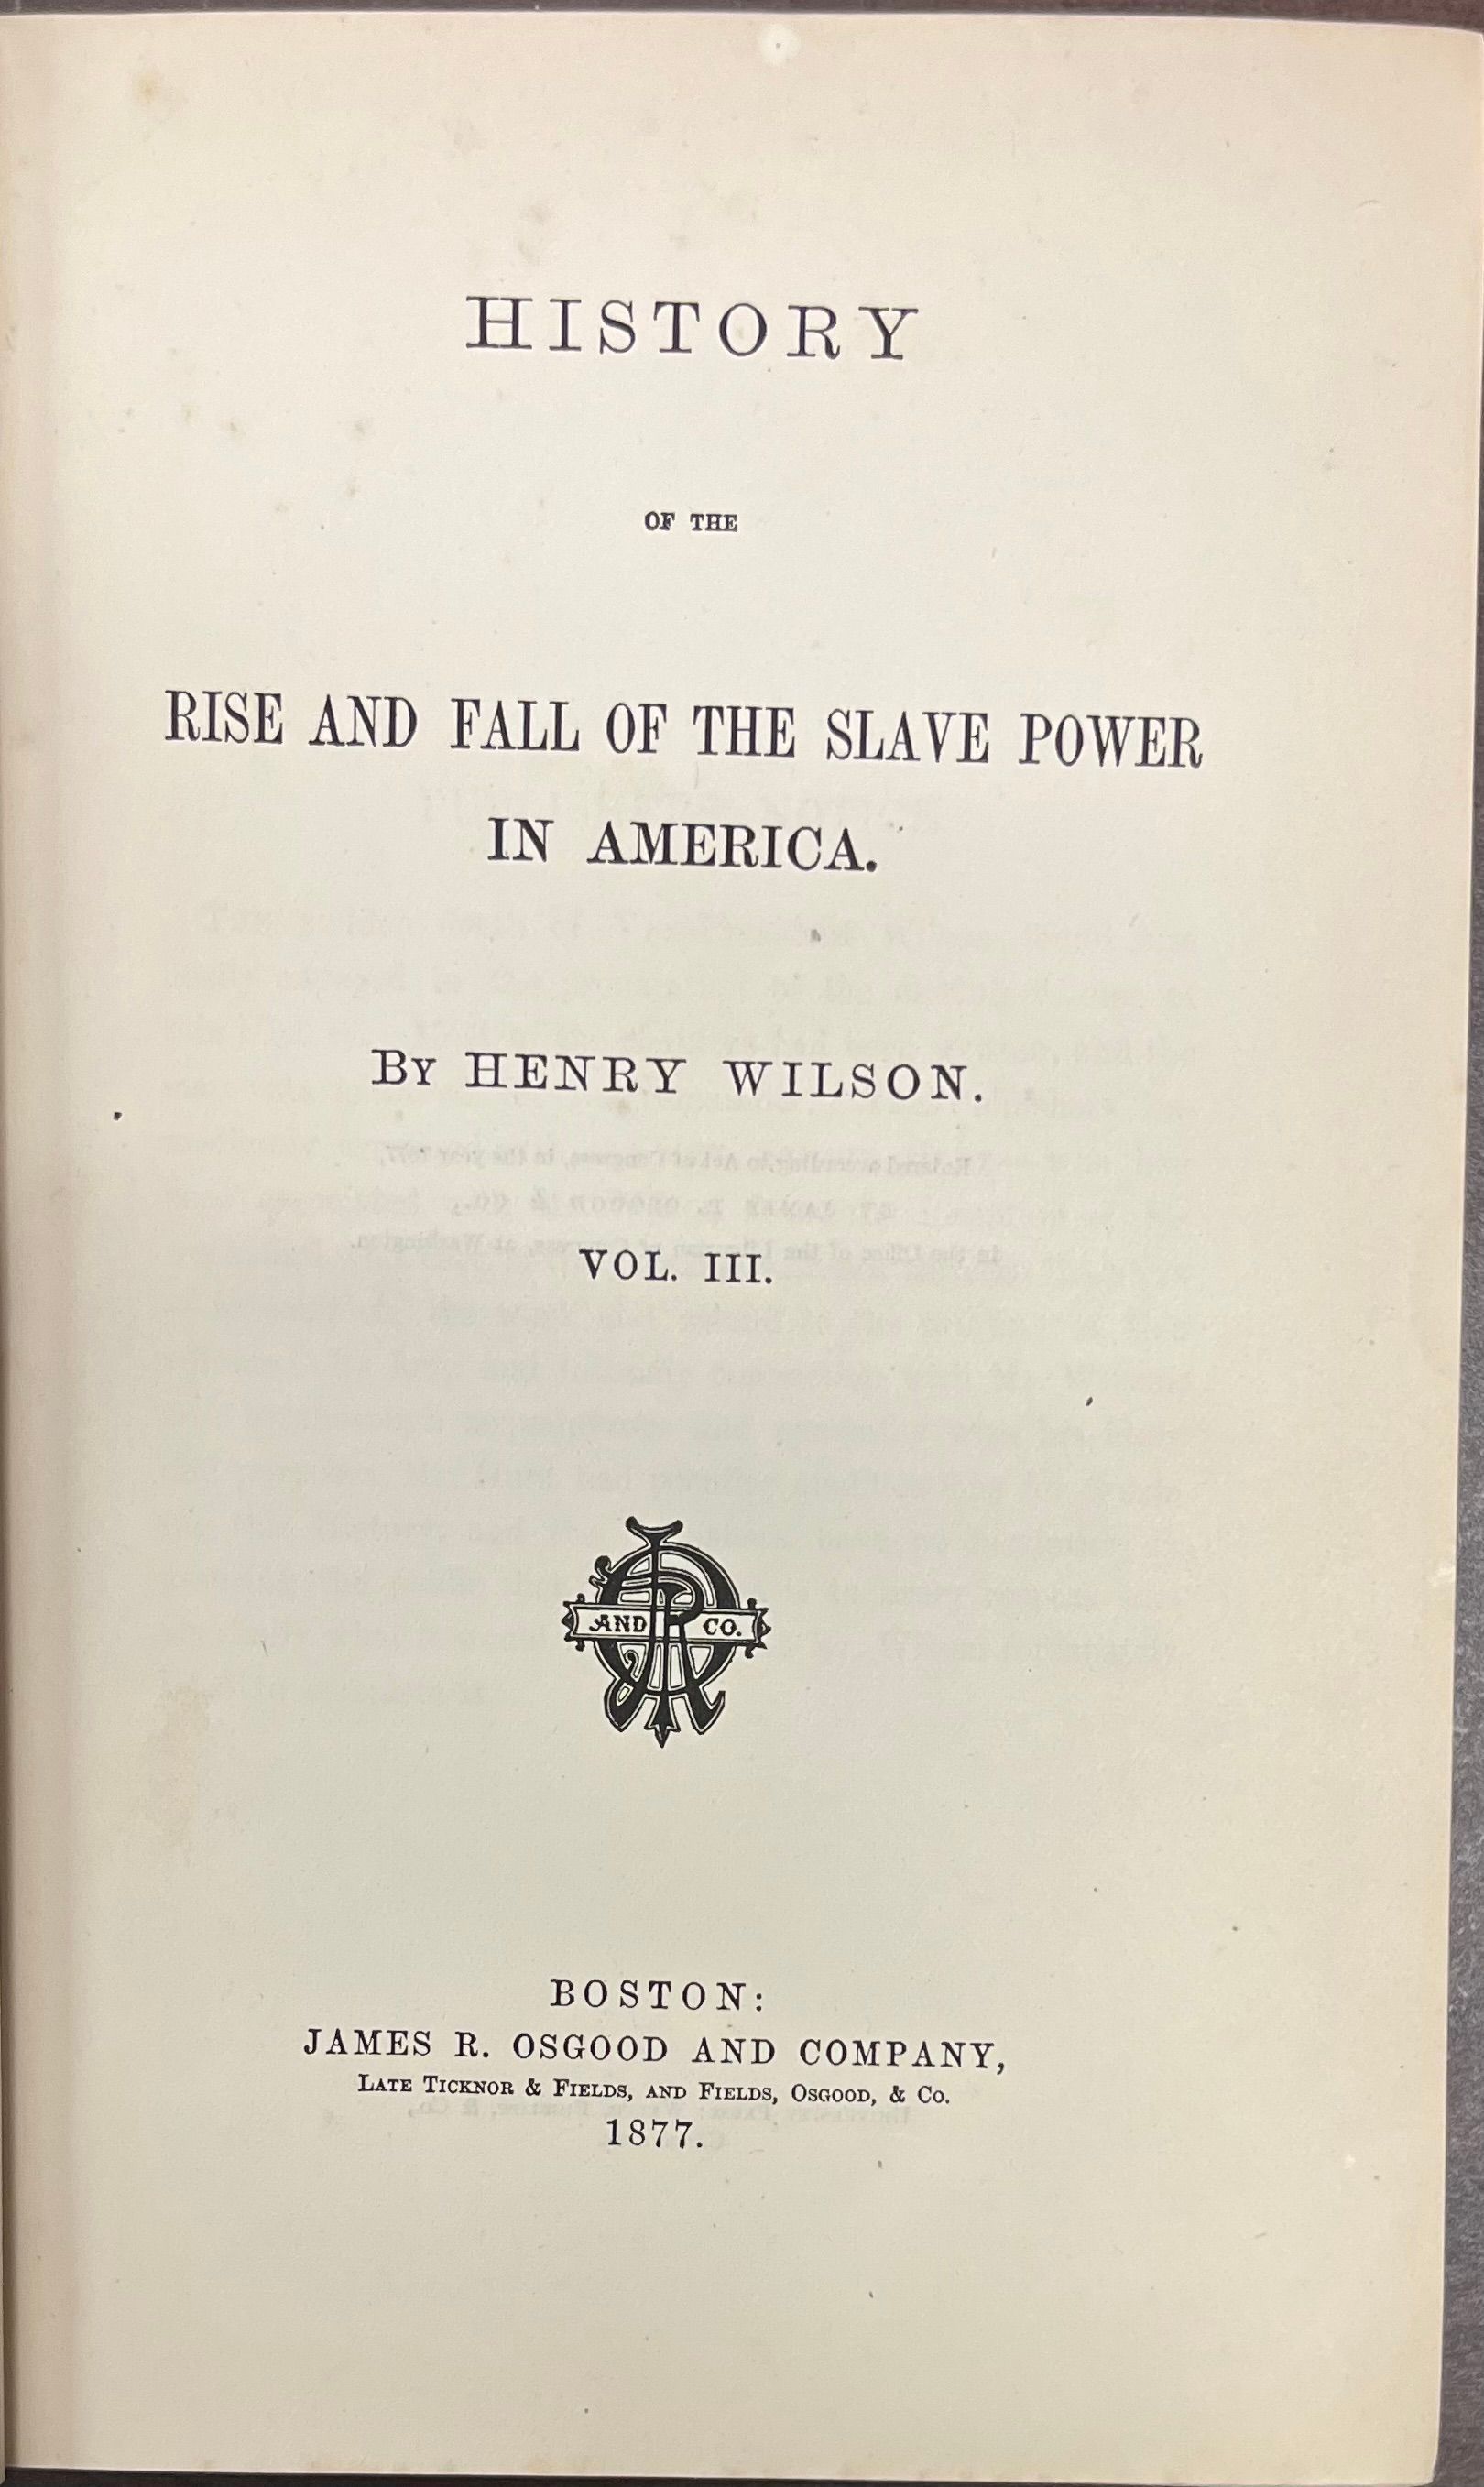 HISTORY
OF THE
RISE AND FALL OF THE SLAVE POWER
IN AMERICA.
BY HENRY WILSON.
VOL. III.
AND CO.
BOSTON:
JAMES R. OSGOOD AND COMPANY,
LATE TICKNOR & FIELDS, AND FIELDS, OSGOOD, & CO.
1877.